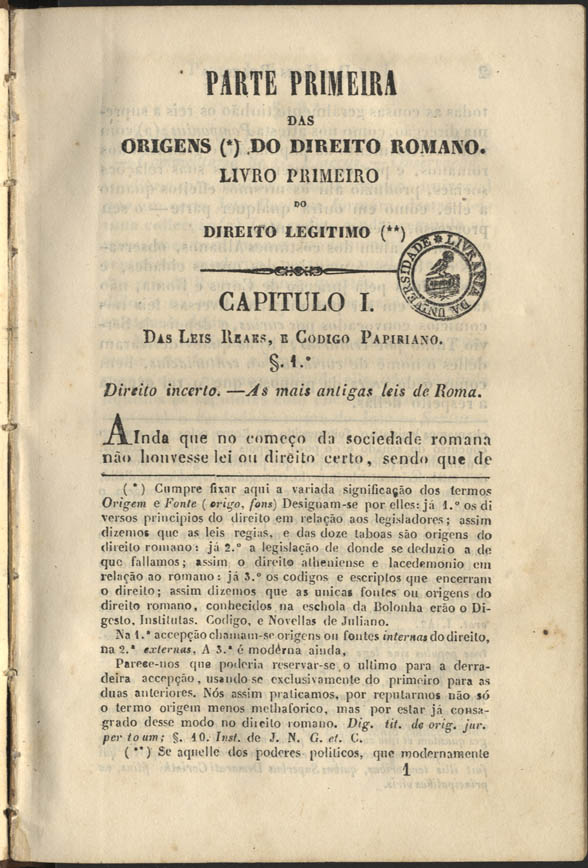 PARTE PRIMEIRA
DAS
ORIGENS (*) DO DIREITO ROMANO.
LIVRO PRIMEIRO
DO
DIREITO LEGITIMO (**)
LIVRARIA DA UNIVERSIDADE
CAPITULO I.
DAS LEIS REAES, E CODIGO PAPIRIANO.
§. 1.º
Direito incerto. —As mais antigas leis de Roma.
AInda que no começo da sociedade romana
não houvesse lei ou direito certo, sendo que de
(*) Cumpre fixar aqui a variada significação dos termos
Origem e Fonte (origo, fons) Designam-se por elles: já 1.º os di
versos principios do direito em relação aos legisladores; assim
dizemos que as leis regias, e das doze taboas são origens do
direito romano: já 2.º a legislação de donde se deduzio a de
que fallamos; assim o direito atheniense e lacedemonio em
relação ao romano: já 3.º os codigos e escriptos que encerram
o direito; assim dizemos que as unicas fontes ou origens do
direito romano, conhecidos na eschola da Bolonha erão o Di-
gesto, Institutas. Codigo, e Novellas de Juliano.
Na 1.ª accepção chamam-se origens ou fontes internas do direito,
na 2.ª externas, A 3.ª é modérna ainda,
Parece-nos que poderia reservar-se o ultimo para a derra-
deira accepção, usando-se exclusivamente do primeiro para as
duas anteriores. Nós assim praticamos, por reputarmos não só
o termo origem menos methaforico, mas por estar já consa-
grado desse modo no direito romano. Dig. tit. de orig. jur.
per toum; §. 10. Inst. de J. N. G. et. C.
(**) Se aquelle dos poderes politicos, que modernamente
1